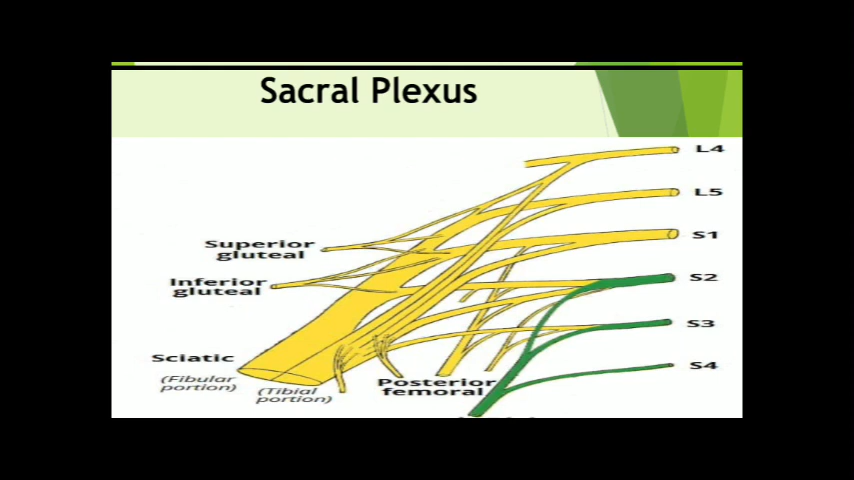 Sacral Plexus
L4
L5
S1
Superior
gluteal
S2
Inferior
gluteal
S3
Sciatic
S4
(Fibular
portion)
(Tibial
portion)
Posterior
femoral